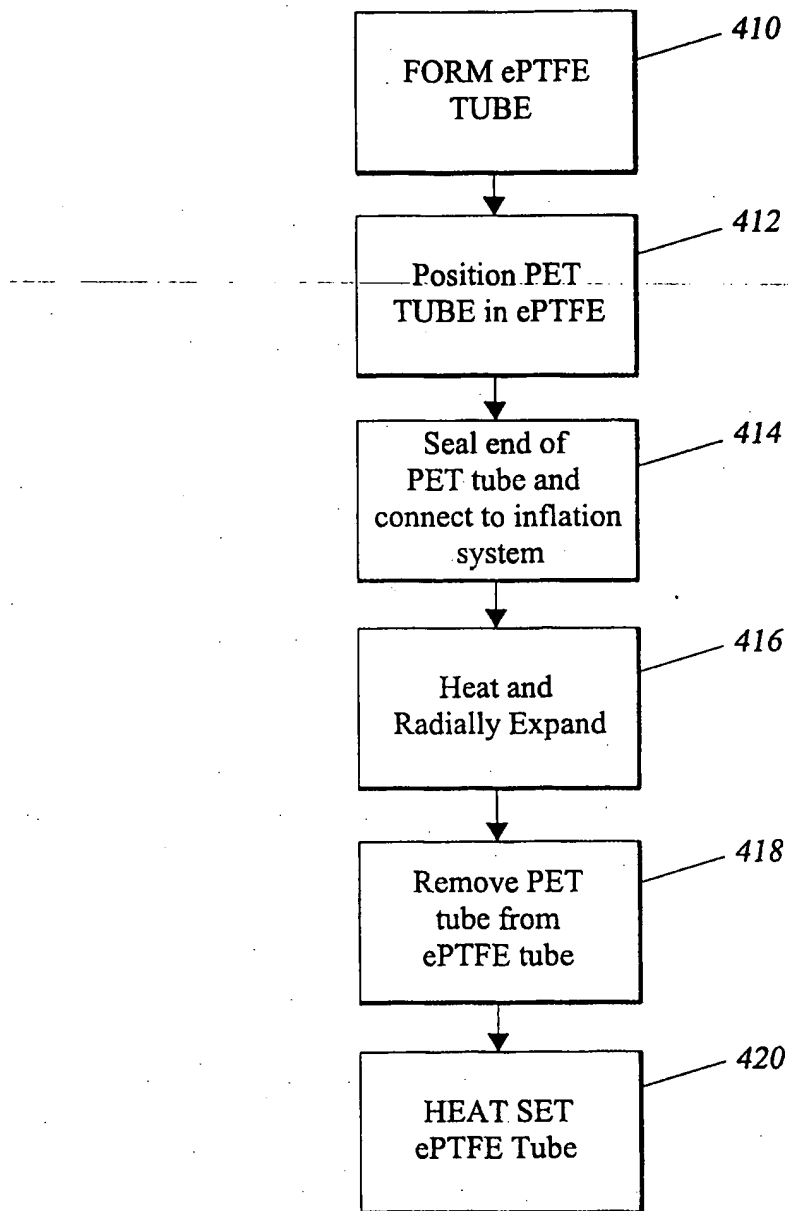 410
FORM ePTFE
TUBE
412
Position PET
TUBE in ePTFE
414
Seal end of
PET tube and
connect to inflation
system
416
Heat and
Radially Expand
418
Remove PET
tube from
ePTFE tube
420
HEAT SET
ePTFE Tube